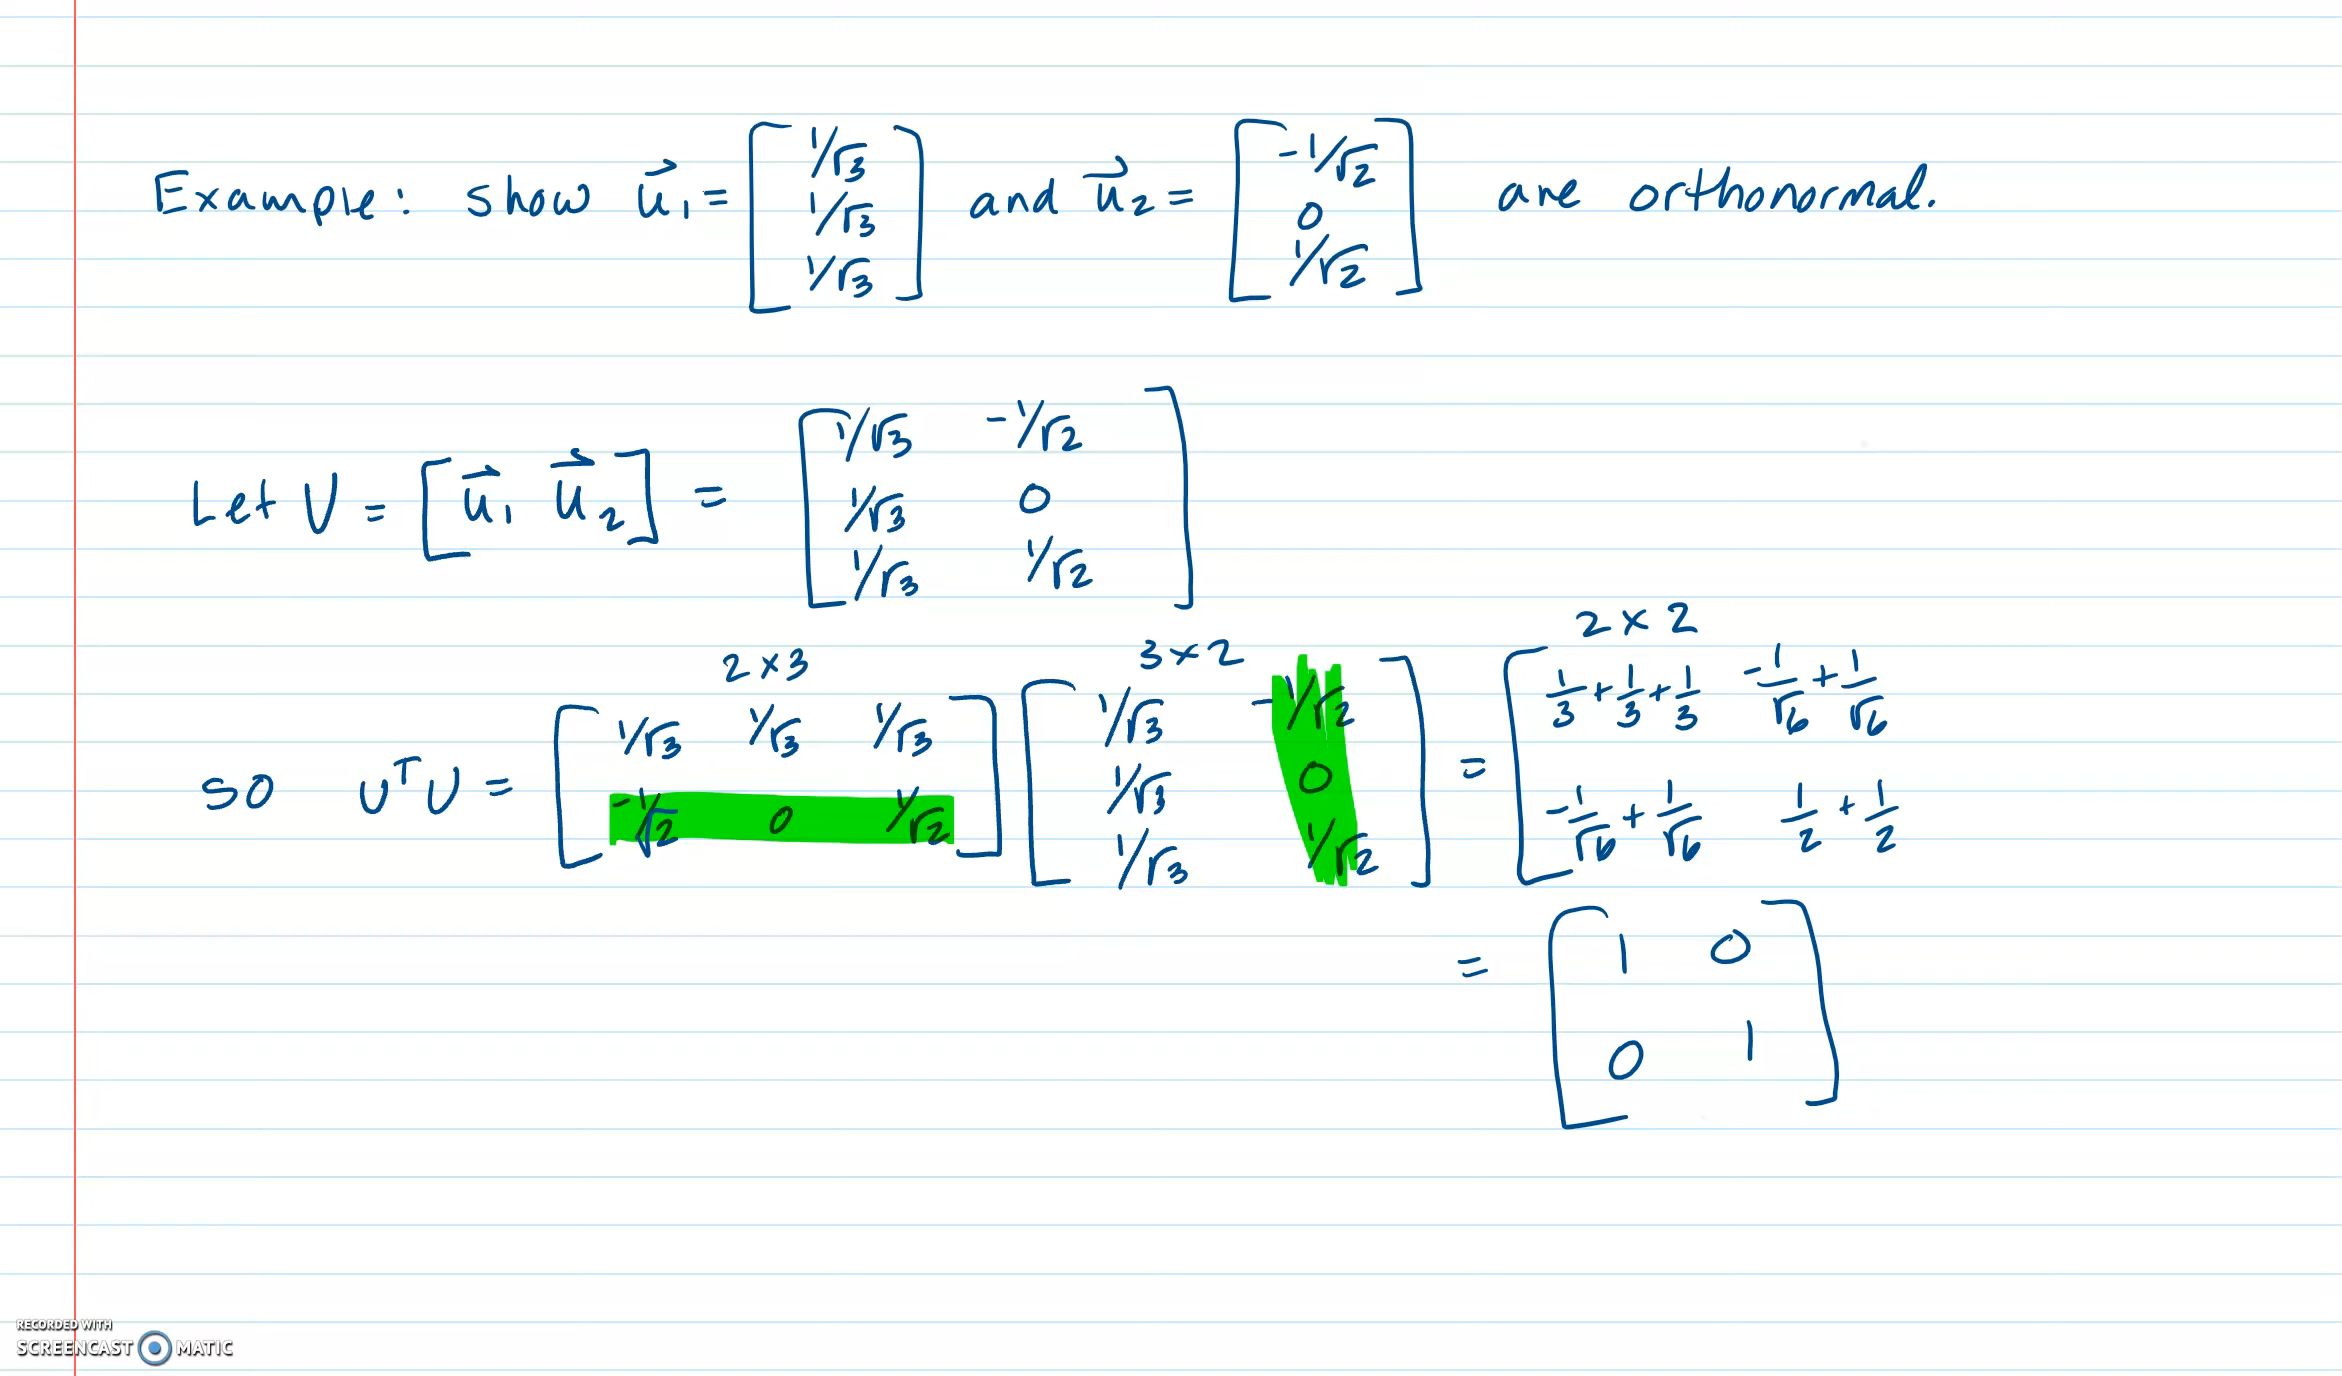 Example: show u⃗₁ = [1/√3 1/√3 1/√3] and u⃗₂ = [-1/√2 0 1/√2] are orthonormal.
Let U = [u⃗₁ u⃗₂] = [1/√3 -1/√2
1/√3 0
1/√3 1/√2]
2×3 3×2 2×2
so UᵀU = [1/√3 1/√3 1/√3 [1/√3 -1/√2 = [1/3+1/3+1/3 -1/√6+1/√6
-1/√2 0 1/√2] 1/√3 0 -1/√6+1/√6 1/2+1/2
1/√3 1/√2]
= [1 0
0 1]
RECORDED WITH
SCREENCAST MATIC